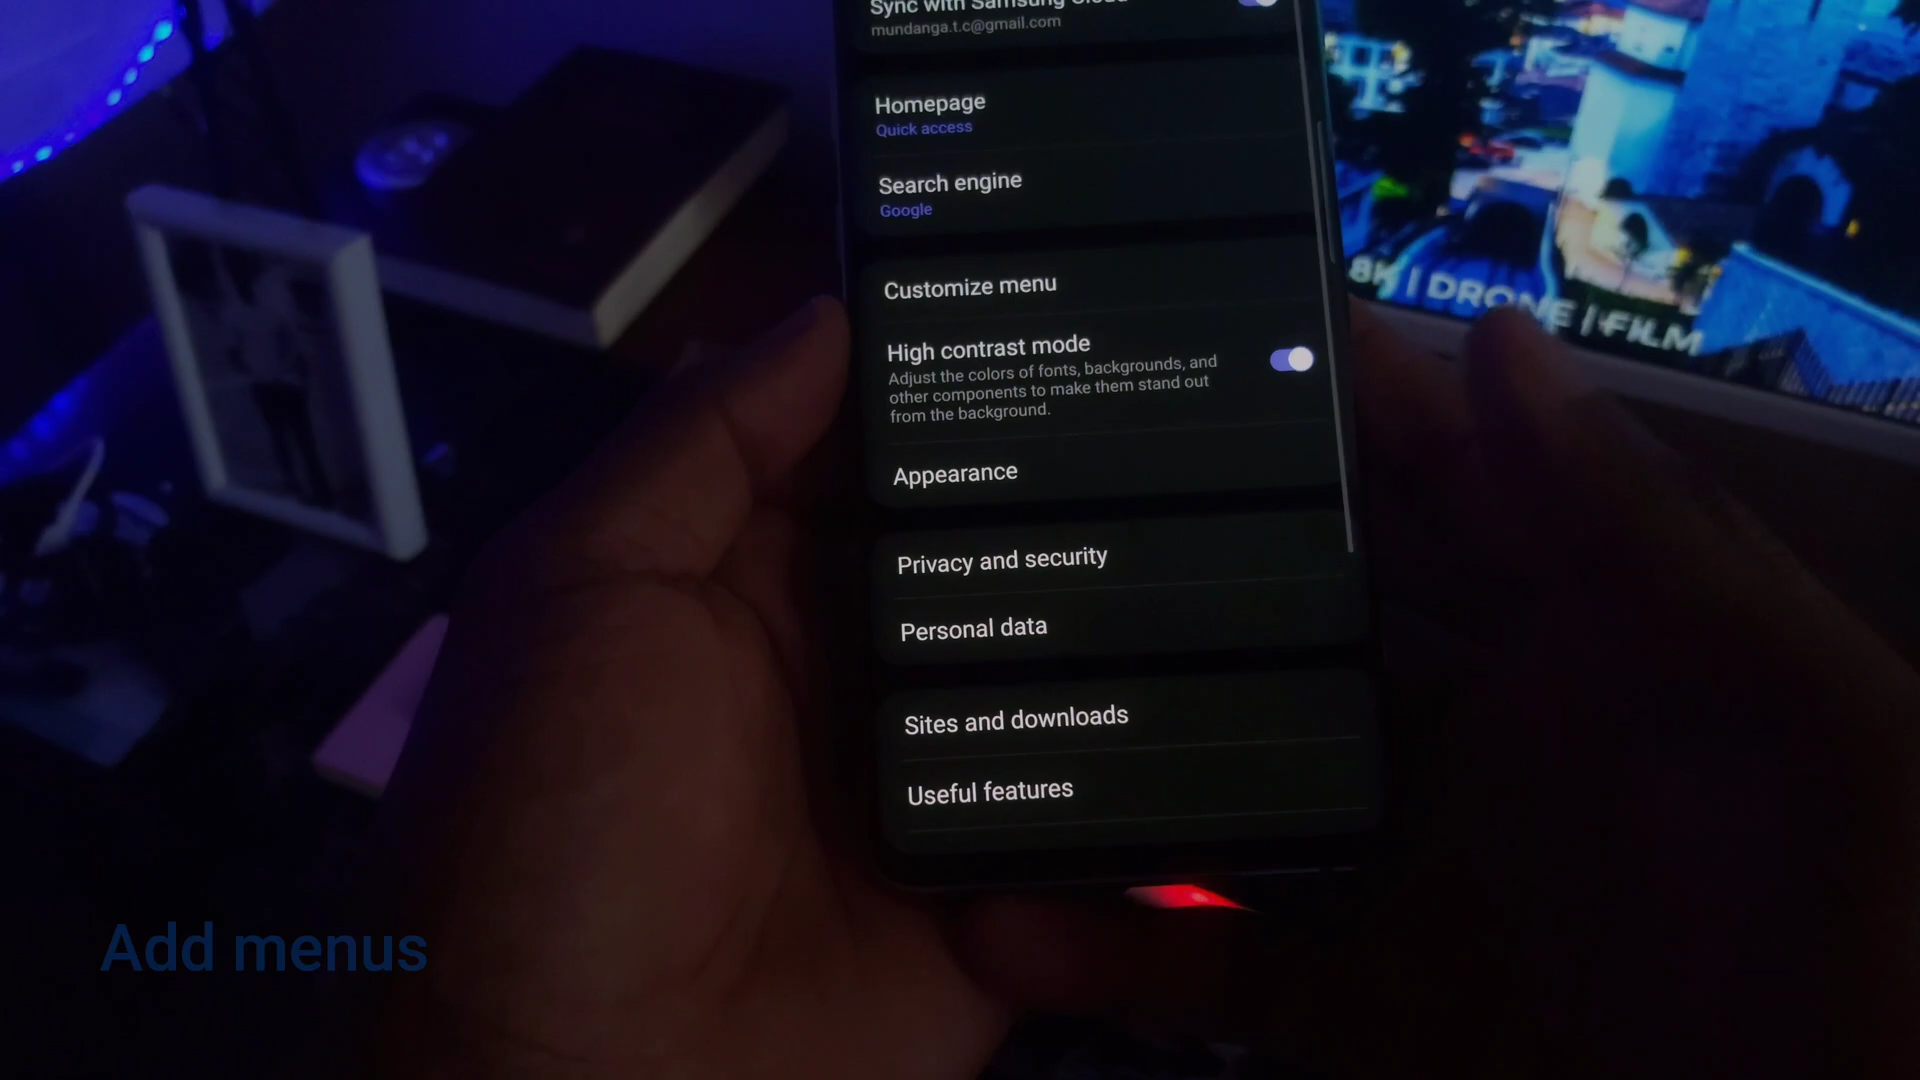 Sync with Samsung Cloud
mundanga.t.c@gmail.com
Homepage
Quick access
Search engine
Google
Customize menu
High contrast mode
Adjust the colors of fonts, backgrounds, and
other components to make them stand out
from the background.
Appearance
Privacy and security
Personal data
Sites and downloads
Useful features
8K | DRONE | FILM
Add menus